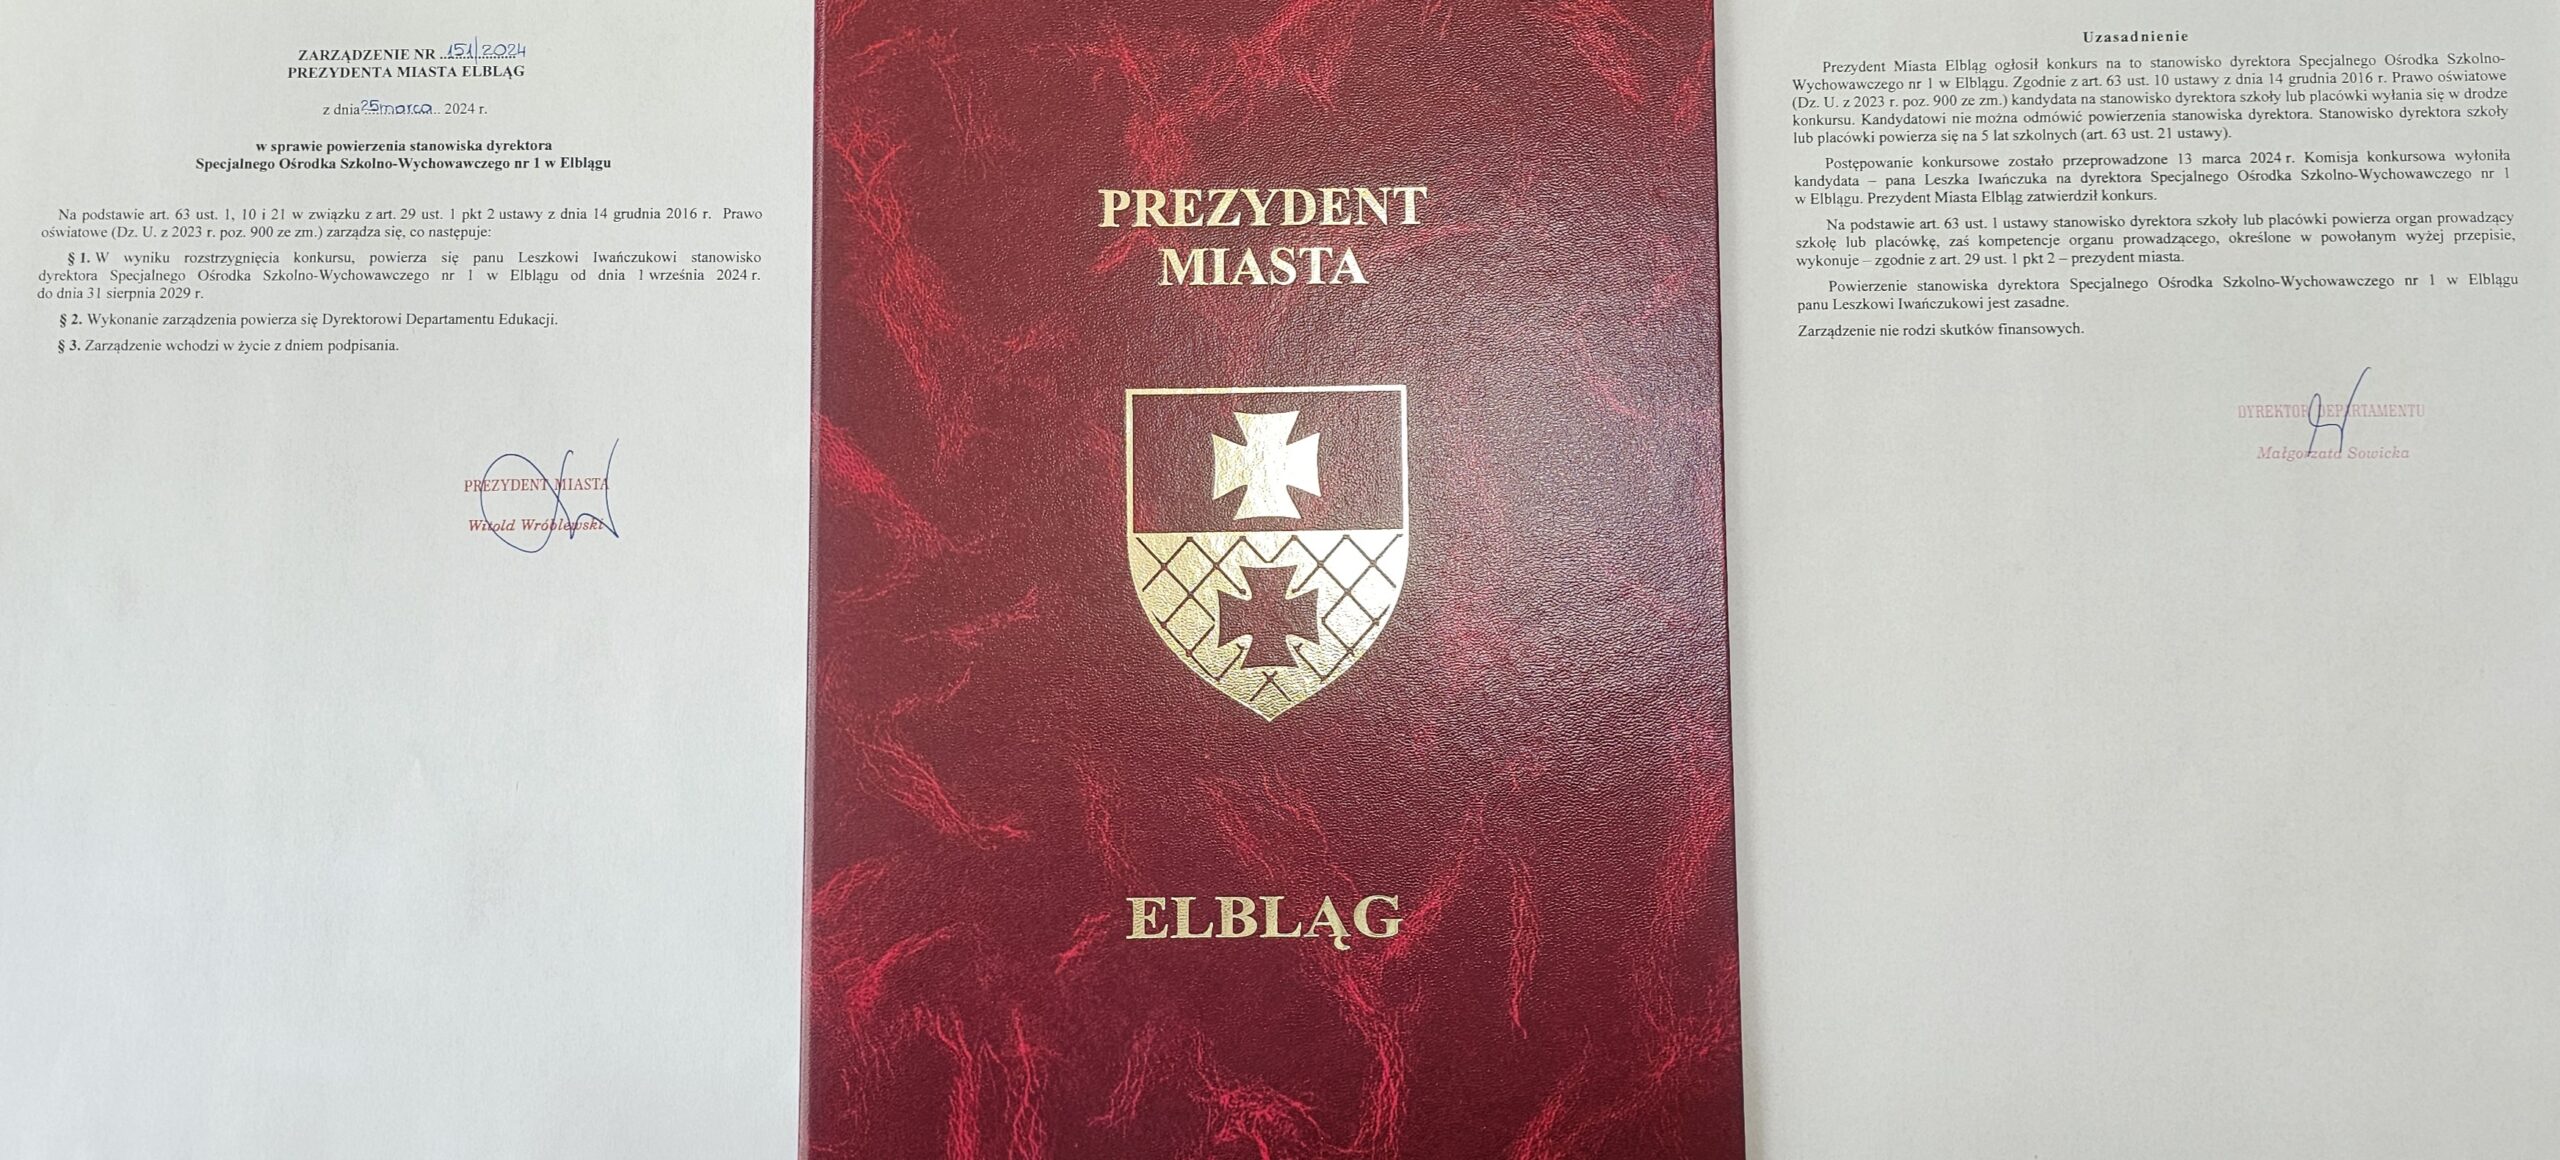 ZARZĄDZENIE NR ..151/2024
PREZYDENTA MIASTA ELBLĄG
z dnia 25 marca.. 2024 r.
w sprawie powierzenia stanowiska dyrektora
Specjalnego Ośrodka Szkolno-Wychowawczego nr 1 w Elblągu
Na podstawie art. 63 ust. 1, 10 i 21 w związku z art. 29 ust. 1 pkt 2 ustawy z dnia 14 grudnia 2016 r. Prawo
oświatowe (Dz. U. z 2023 r. poz. 900 ze zm.) zarządza się, co następuje:
§ 1. W wyniku rozstrzygnięcia konkursu, powierza się panu Leszkowi Iwańczukowi stanowisko
dyrektora Specjalnego Ośrodka Szkolno-Wychowawczego nr 1 w Elblągu od dnia 1 września 2024 r.
do dnia 31 sierpnia 2029 r.
§ 2. Wykonanie zarządzenia powierza się Dyrektorowi Departamentu Edukacji.
§ 3. Zarządzenie wchodzi w życie z dniem podpisania.
PREZYDENT MIASTA
Witold Wróblewski
PREZYDENT
MIASTA
ELBLĄG
Uzasadnienie
Prezydent Miasta Elbląg ogłosił konkurs na to stanowisko dyrektora Specjalnego Ośrodka Szkolno-
Wychowawczego nr 1 w Elblągu. Zgodnie z art. 63 ust. 10 ustawy z dnia 14 grudnia 2016 r. Prawo oświatowe
(Dz. U. z 2023 r. poz. 900 ze zm.) kandydata na stanowisko dyrektora szkoły lub placówki wyłania się w drodze
konkursu. Kandydatowi nie można odmówić powierzenia stanowiska dyrektora. Stanowisko dyrektora szkoły
lub placówki powierza się na 5 lat szkolnych (art. 63 ust. 21 ustawy).
Postępowanie konkursowe zostało przeprowadzone 13 marca 2024 r. Komisja konkursowa wyłoniła
kandydata – pana Leszka Iwańczuka na dyrektora Specjalnego Ośrodka Szkolno-Wychowawczego nr 1
w Elblągu. Prezydent Miasta Elbląg zatwierdził konkurs.
Na podstawie art. 63 ust. 1 ustawy stanowisko dyrektora szkoły lub placówki powierza organ prowadzący
szkołę lub placówkę, zaś kompetencje organu prowadzącego, określone w powołanym wyżej przepisie,
wykonuje – zgodnie z art. 29 ust. 1 pkt 2 – prezydent miasta.
Powierzenie stanowiska dyrektora Specjalnego Ośrodka Szkolno-Wychowawczego nr 1 w Elblągu
panu Leszkowi Iwańczukowi jest zasadne.
Zarządzenie nie rodzi skutków finansowych.
DYREKTOR DEPARTAMENTU
Małgorzata Sowicka